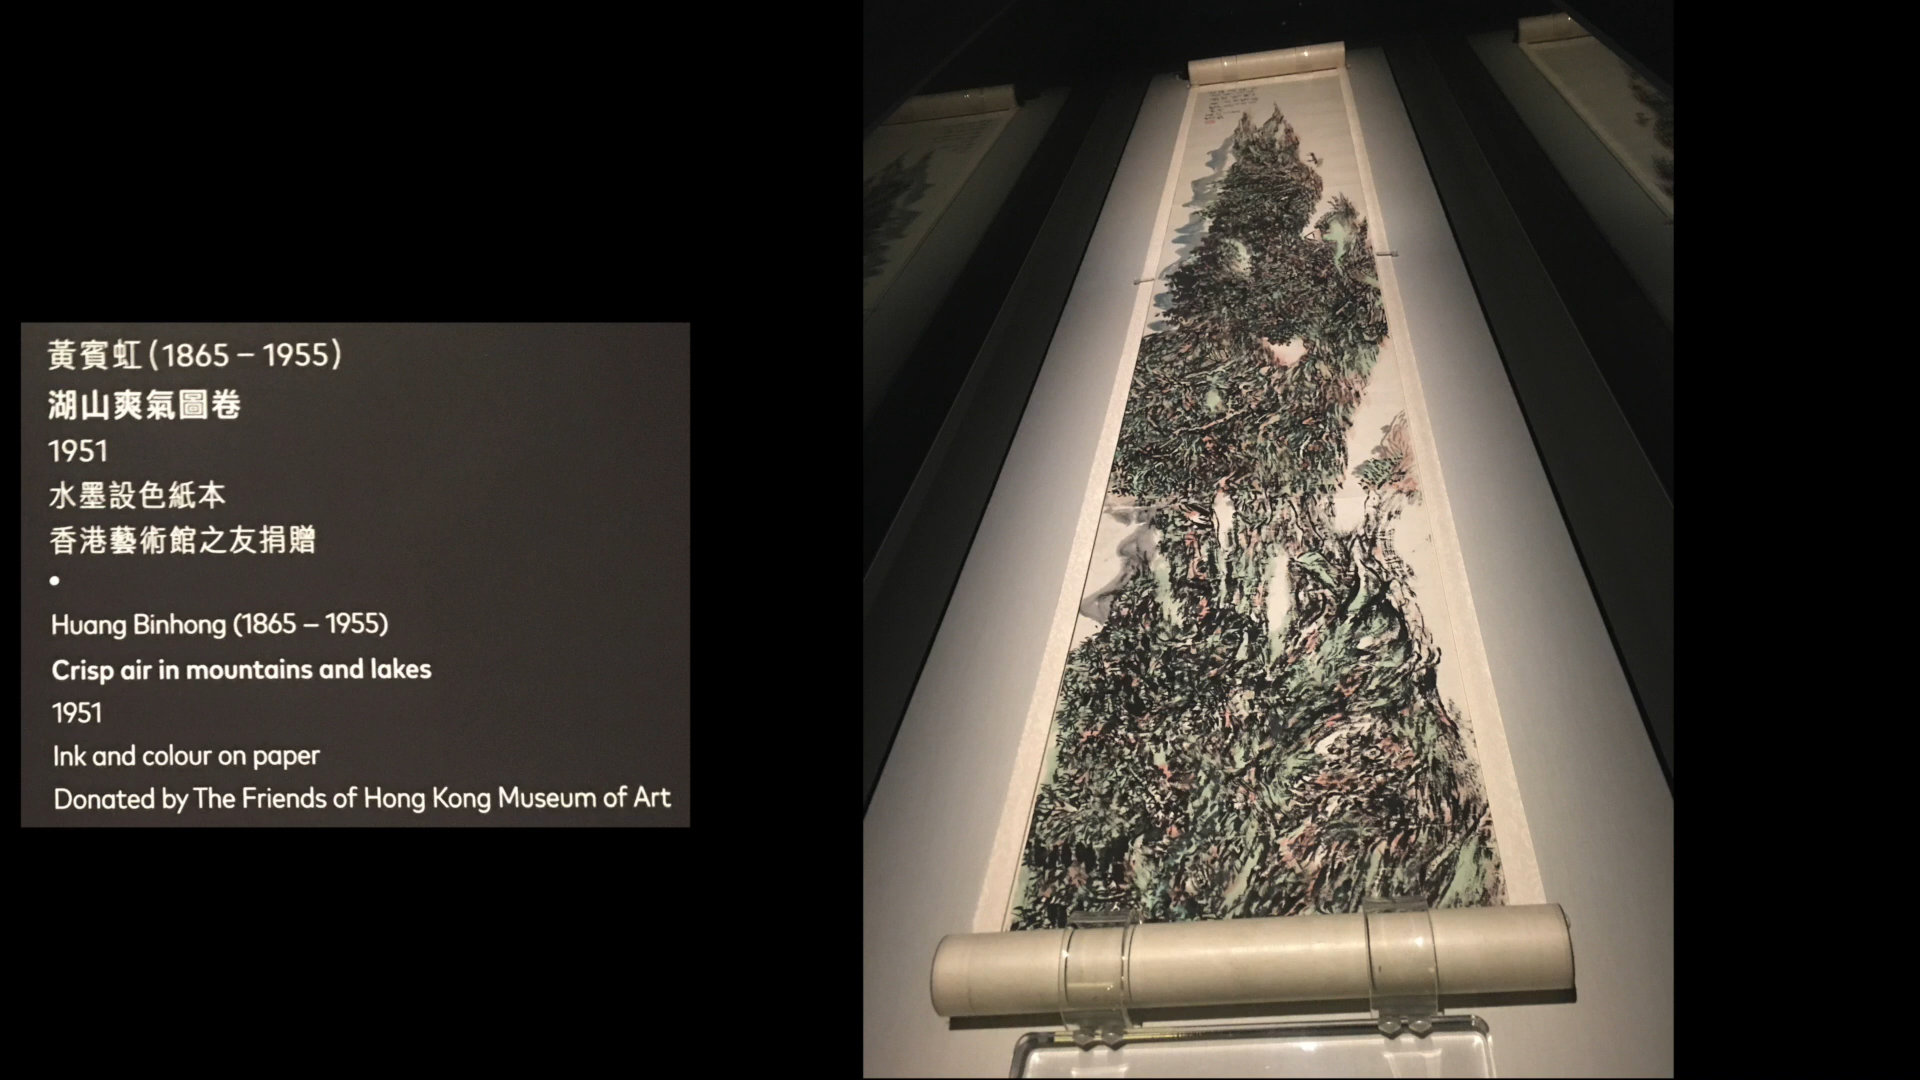 黃賓虹 (1865 – 1955)
湖山爽氣圖卷
1951
水墨設色紙本
香港藝術館之友捐贈
•
Huang Binhong (1865 – 1955)
Crisp air in mountains and lakes
1951
Ink and colour on paper
Donated by The Friends of Hong Kong Museum of Art